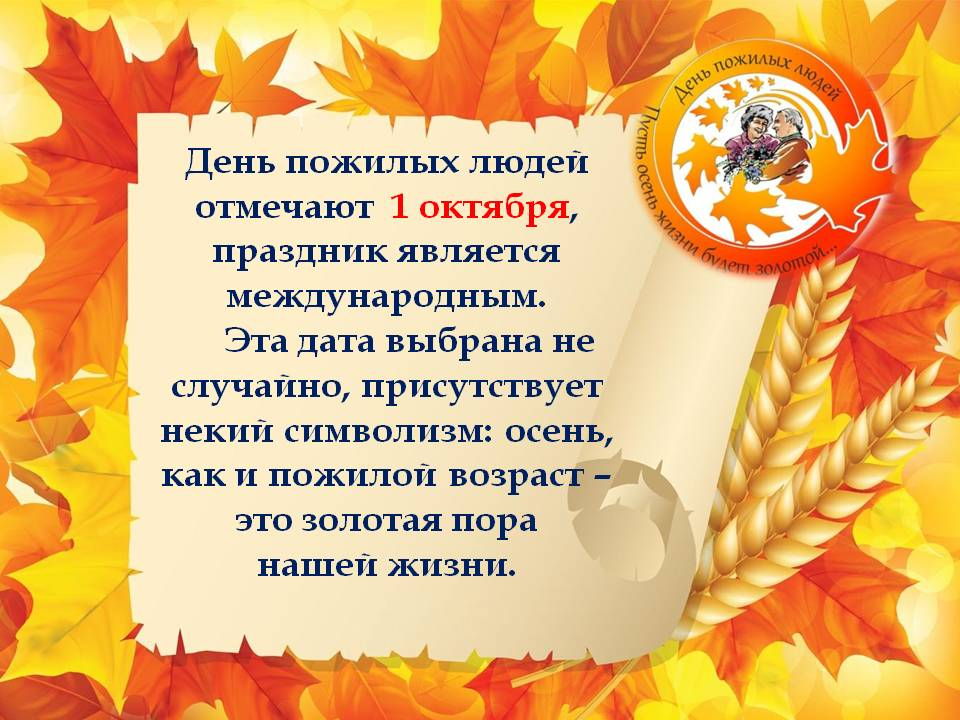 День пожилых людей
Пусть осень жизни будет золотой...
День пожилых людей
отмечают 1 октября,
праздник является
международным.
Эта дата выбрана не
случайно, присутствует
некий символизм: осень,
как и пожилой возраст –
это золотая пора
нашей жизни.